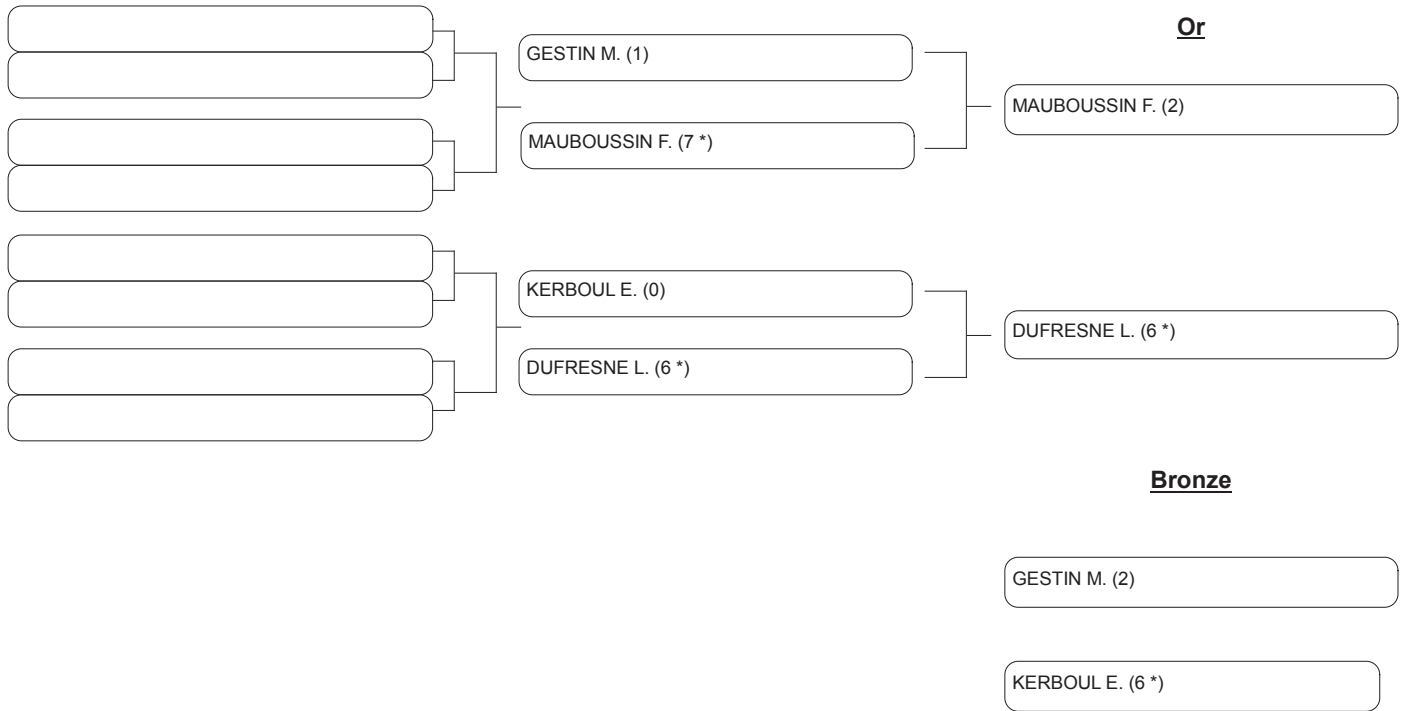 Or
GESTIN M. (1)
MAUBOUSSIN F. (7 *)
MAUBOUSSIN F. (2)
KERBOUL E. (0)
DUFRESNE L. (6 *)
DUFRESNE L. (6 *)
Bronze
GESTIN M. (2)
KERBOUL E. (6 *)